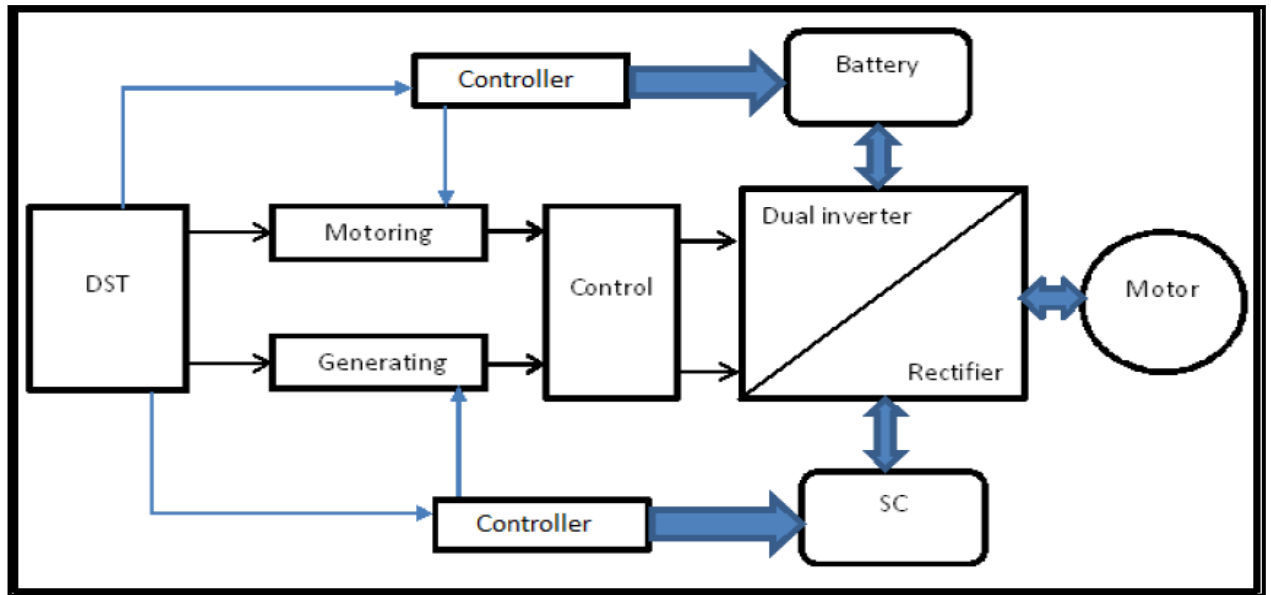 Controller
Battery
Motoring
Dual inverter
DST
Control
Motor
Generating
Rectifier
Controller
SC